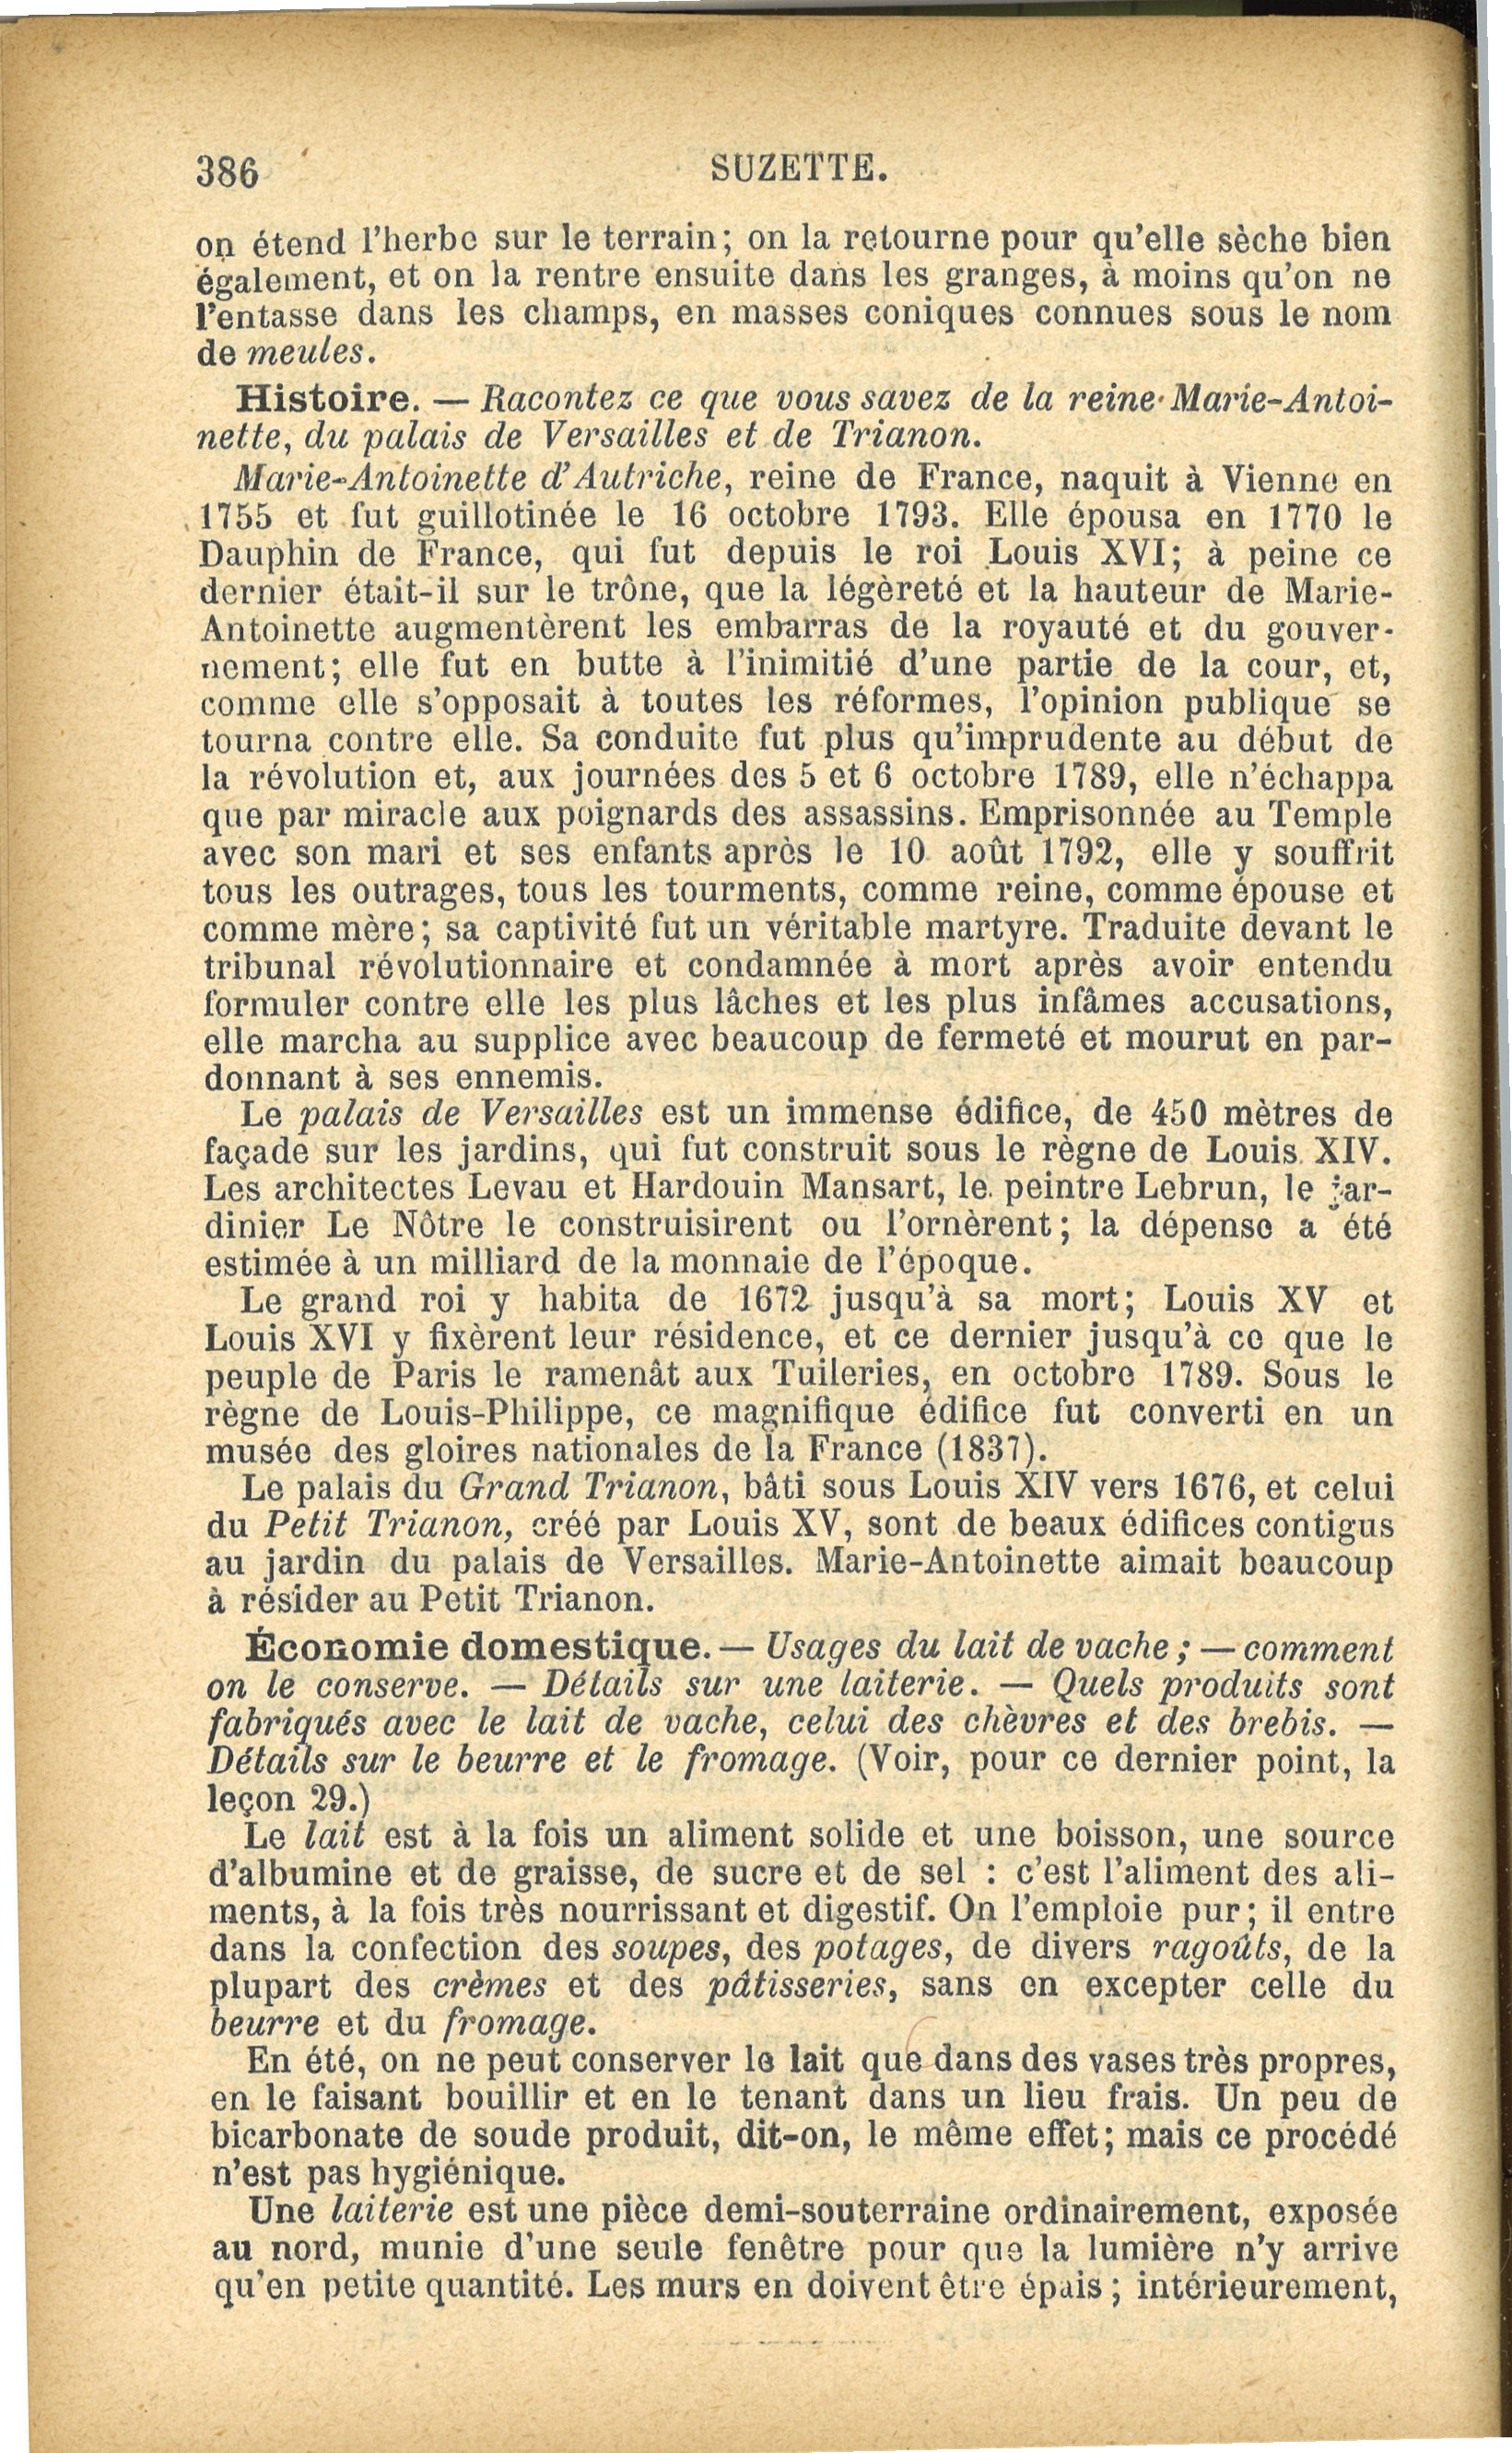 386 SUZETTE.
on étend l'herbe sur le terrain; on la retourne pour qu'elle sèche bien
également, et on la rentre ensuite dans les granges, à moins qu'on ne
l'entasse dans les champs, en masses coniques connues sous le nom
de meules.
Histoire. — Racontez ce que vous savez de la reine Marie-Antoi-
nette, du palais de Versailles et de Trianon.
Marie-Antoinette d'Autriche, reine de France, naquit à Vienne en
1755 et fut guillotinée le 16 octobre 1793. Elle épousa en 1770 le
Dauphin de France, qui fut depuis le roi Louis XVI; à peine ce
dernier était-il sur le trône, que la légèreté et la hauteur de Marie-
Antoinette augmentèrent les embarras de la royauté et du gouver-
nement; elle fut en butte à l'inimitié d'une partie de la cour, et,
comme elle s'opposait à toutes les réformes, l'opinion publique se
tourna contre elle. Sa conduite fut plus qu'imprudente au début de
la révolution et, aux journées des 5 et 6 octobre 1789, elle n'échappa
que par miracle aux poignards des assassins. Emprisonnée au Temple
avec son mari et ses enfants après le 10 août 1792, elle y souffrit
tous les outrages, tous les tourments, comme reine, comme épouse et
comme mère; sa captivité fut un véritable martyre. Traduite devant le
tribunal révolutionnaire et condamnée à mort après avoir entendu
formuler contre elle les plus lâches et les plus infâmes accusations,
elle marcha au supplice avec beaucoup de fermeté et mourut en par-
donnant à ses ennemis.
Le palais de Versailles est un immense édifice, de 450 mètres de
façade sur les jardins, qui fut construit sous le règne de Louis XIV.
Les architectes Levau et Hardouin Mansart, le peintre Lebrun, le jar-
dinier Le Nôtre le construisirent ou l'ornèrent; la dépense a été
estimée à un milliard de la monnaie de l'époque.
Le grand roi y habita de 1672 jusqu'à sa mort; Louis XV et
Louis XVI y fixèrent leur résidence, et ce dernier jusqu'à ce que le
peuple de Paris le ramenât aux Tuileries, en octobre 1789. Sous le
règne de Louis-Philippe, ce magnifique édifice fut converti en un
musée des gloires nationales de la France (1837).
Le palais du Grand Trianon, bâti sous Louis XIV vers 1676, et celui
du Petit Trianon, créé par Louis XV, sont de beaux édifices contigus
au jardin du palais de Versailles. Marie-Antoinette aimait beaucoup
à résider au Petit Trianon.
Économie domestique. — Usages du lait de vache; — comment
on le conserve. — Détails sur une laiterie. — Quels produits sont
fabriqués avec le lait de vache, celui des chèvres et des brebis. —
Détails sur le beurre et le fromage. (Voir, pour ce dernier point, la
leçon 29.)
Le lait est à la fois un aliment solide et une boisson, une source
d'albumine et de graisse, de sucre et de sel : c'est l'aliment des ali-
ments, à la fois très nourrissant et digestif. On l'emploie pur; il entre
dans la confection des soupes, des potages, de divers ragoûts, de la
plupart des crèmes et des pâtisseries, sans en excepter celle du
beurre et du fromage.
En été, on ne peut conserver le lait que dans des vases très propres,
en le faisant bouillir et en le tenant dans un lieu frais. Un peu de
bicarbonate de soude produit, dit-on, le même effet; mais ce procédé
n'est pas hygiénique.
Une laiterie est une pièce demi-souterraine ordinairement, exposée
au nord, munie d'une seule fenêtre pour que la lumière n'y arrive
qu'en petite quantité. Les murs en doivent être épais; intérieurement,